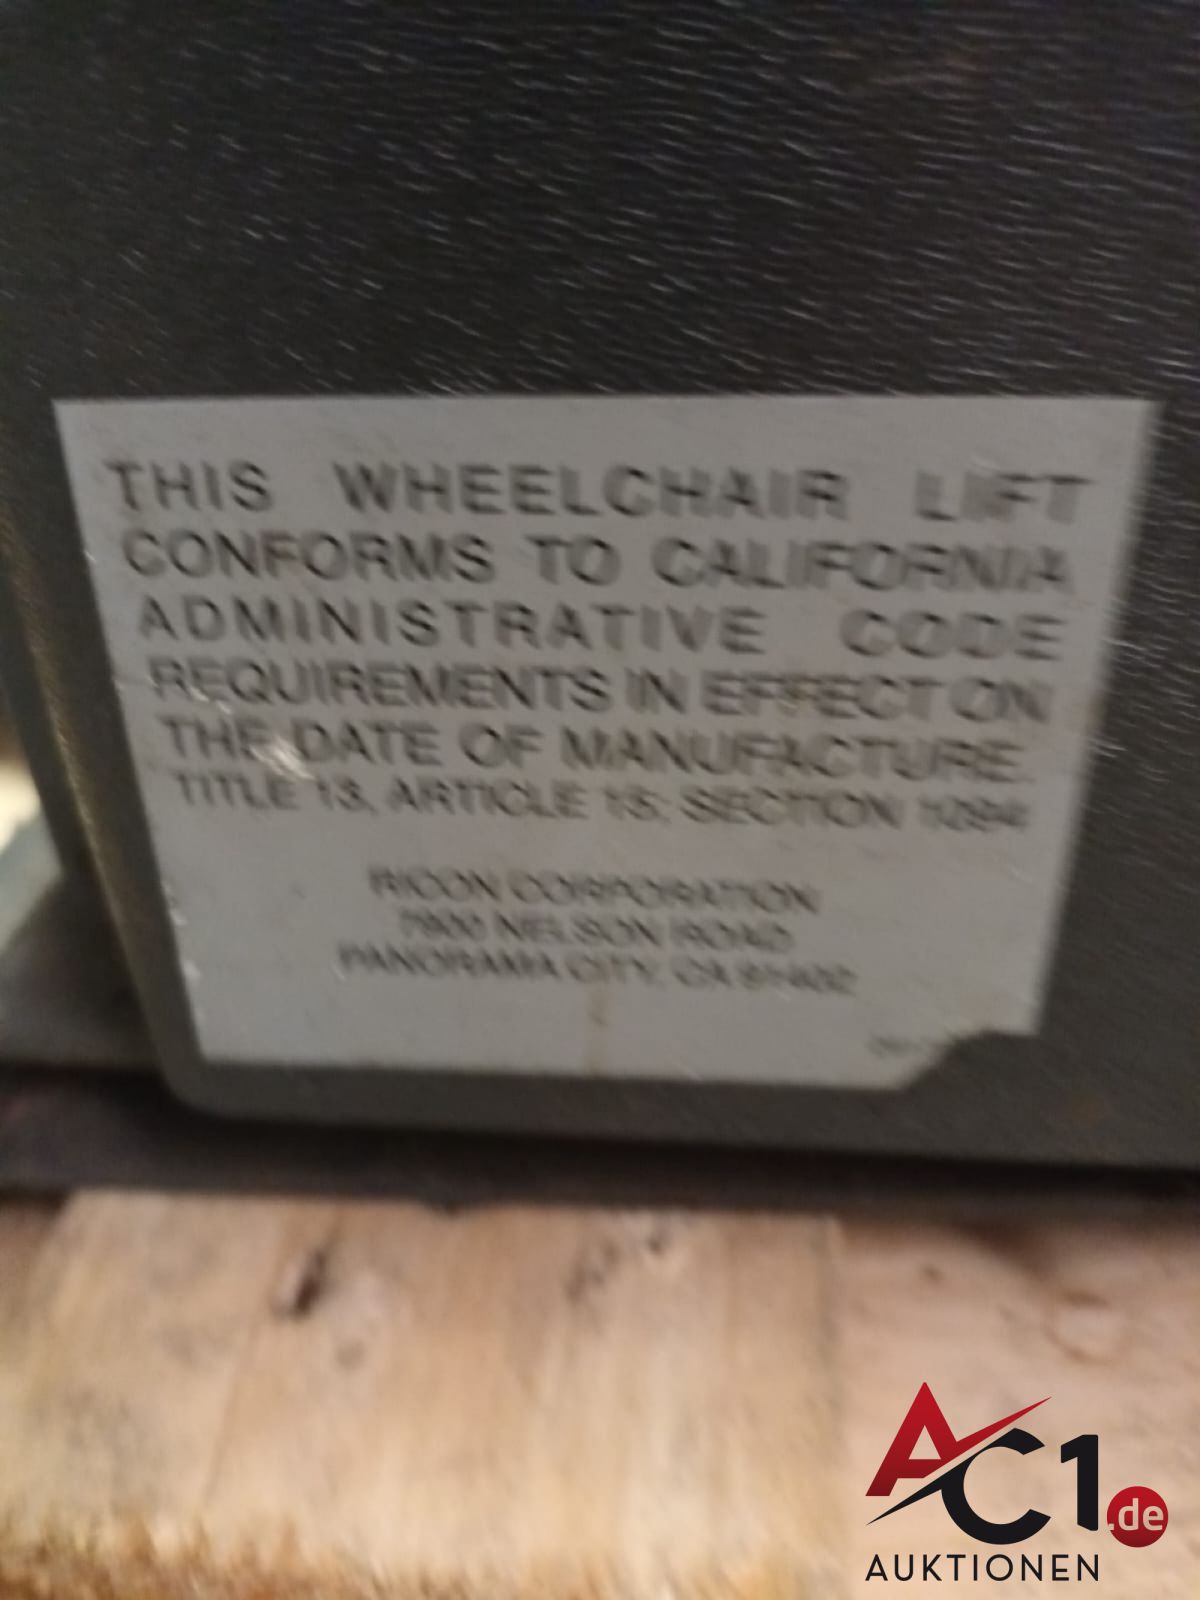 THIS WHEELCHAIR LIFT
CONFORMS TO CALIFORNIA
ADMINISTRATIVE CODE
REQUIREMENTS IN EFFECT ON
THE DATE OF MANUFACTURE.
TITLE 13, ARTICLE 15; SECTION 1094
RICON CORPORATION
7900 NELSON ROAD
PANORAMA CITY, CA 91402
AC1.de
AUKTIONEN